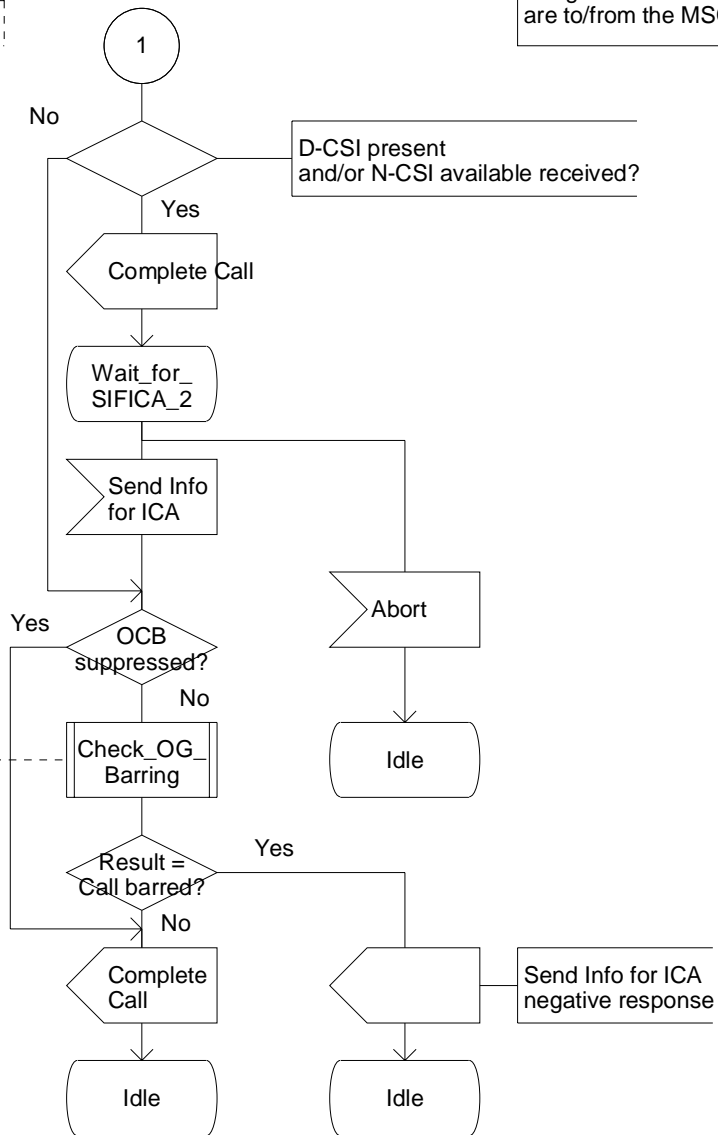 are to/from the MSC
1
No
D-CSI present
and/or N-CSI available received?
Yes
Complete Call
Wait_for_
SIFICA_2
Send Info
for ICA
Abort
Yes
OCB
suppressed?
No
Check_OG_
Barring
Idle
Result =
Call barred?
Yes
No
Complete
Call
Send Info for ICA
negative response
Idle
Idle